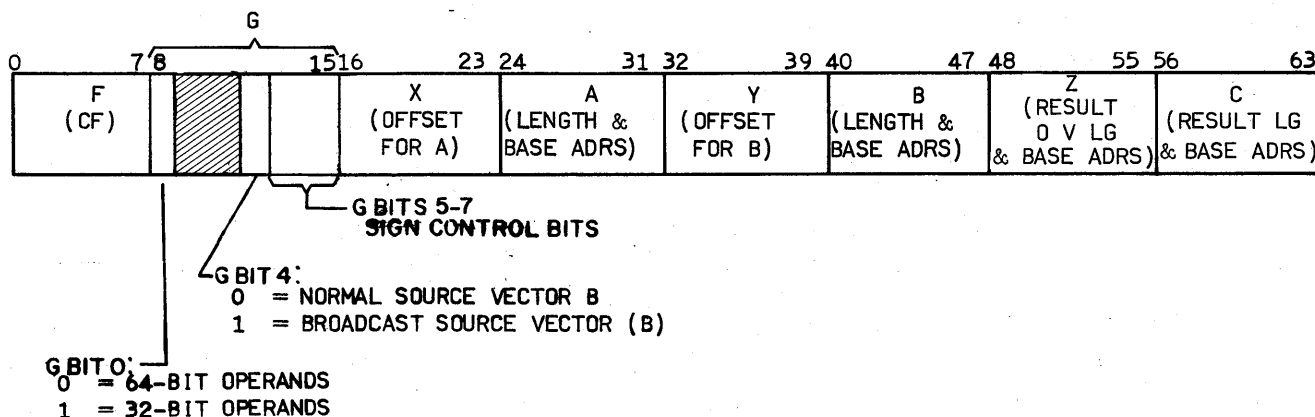 G
0 7 8 15 16 23 24 31 32 39 40 47 48 55 56 63
F
(CF)
X
(OFFSET
FOR A)
A
(LENGTH &
BASE ADRS)
Y
(OFFSET
FOR B)
B
(LENGTH &
BASE ADRS)
Z
(RESULT
O V LG
& BASE ADRS)
C
(RESULT LG
& BASE ADRS)
G BITS 5-7
SIGN CONTROL BITS
G BIT 4:
0 = NORMAL SOURCE VECTOR B
1 = BROADCAST SOURCE VECTOR (B)
G BIT 0:
0 = 64-BIT OPERANDS
1 = 32-BIT OPERANDS